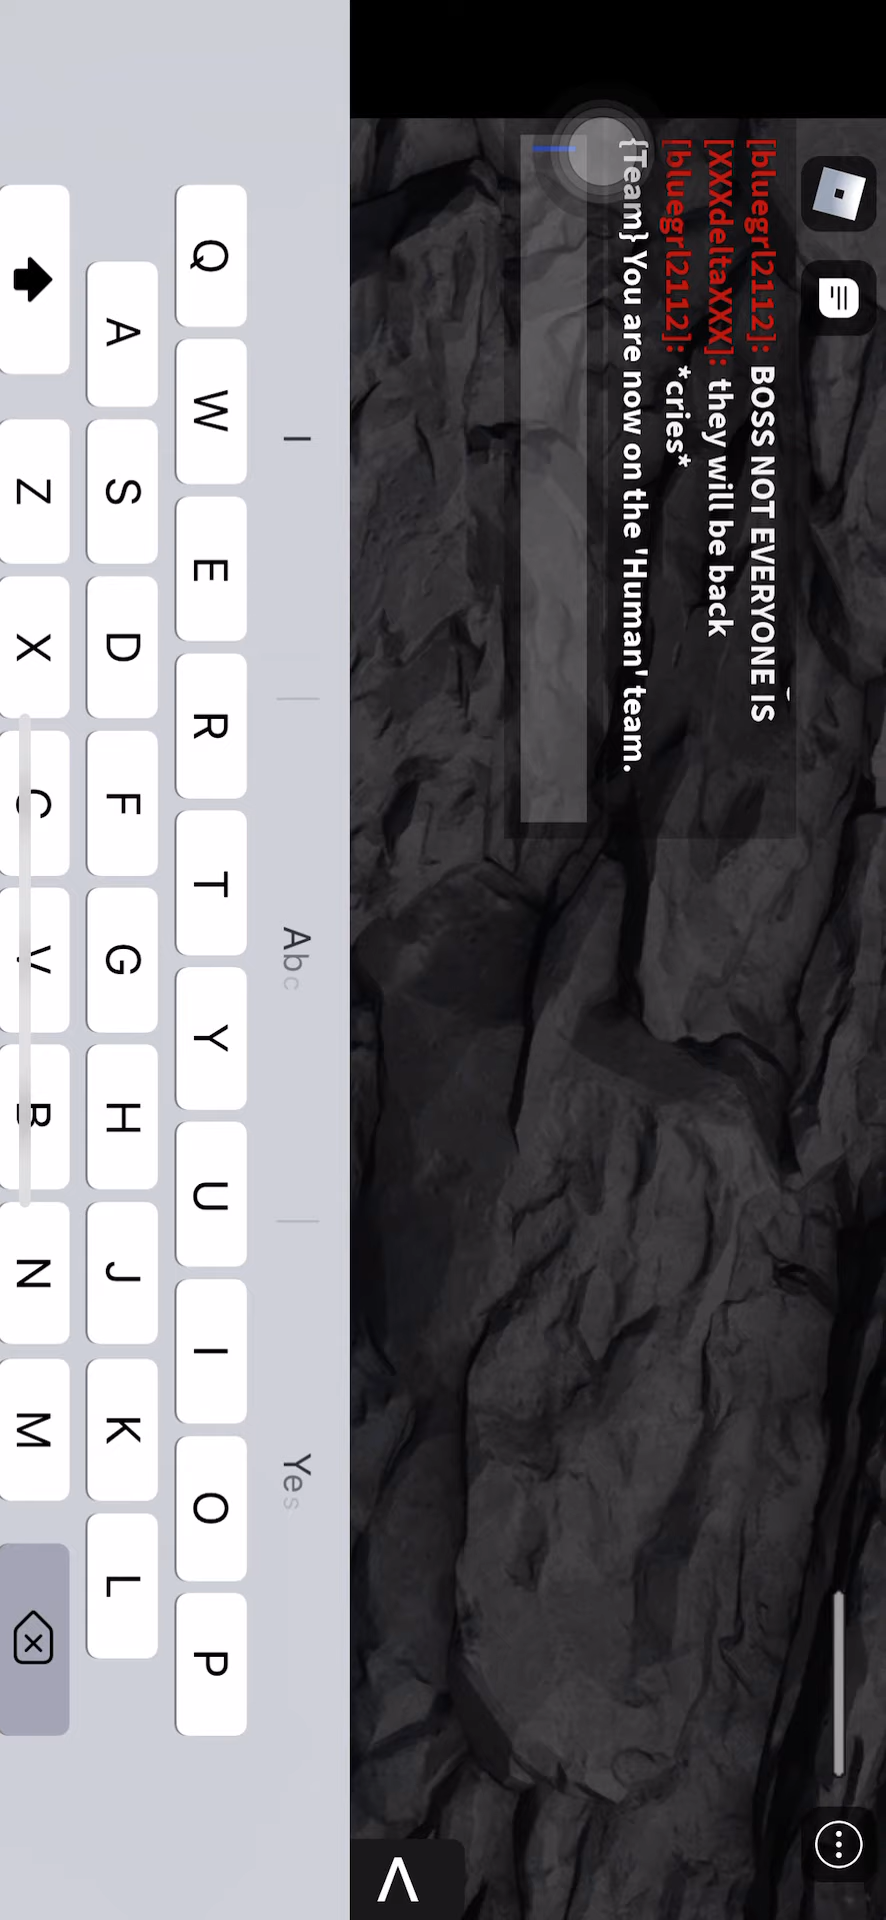 [bluegrl2112]: BOSS NOT EVERYONE IS
[XXXdeltaXXX]: they will be back
[bluegrl2112]: *cries*
{Team} You are now on the 'Human' team.
I Abc Yes
Q W E R T Y U I O P
A S D F G H J K L
Z X C V B N M